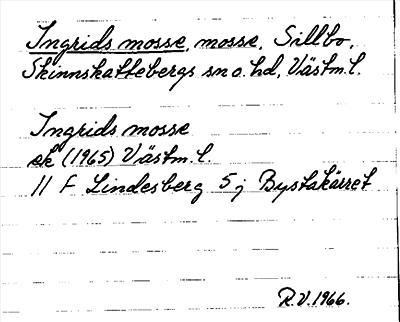 Ingrids mosse, mosse, Sillbo,
Skinnskattebergs sn o. hd, Västm. l.
Ingrids mosse
ek (1965) Västm. l.
11 F Lindesberg 5 j Bystakärret
R.V. 1966.